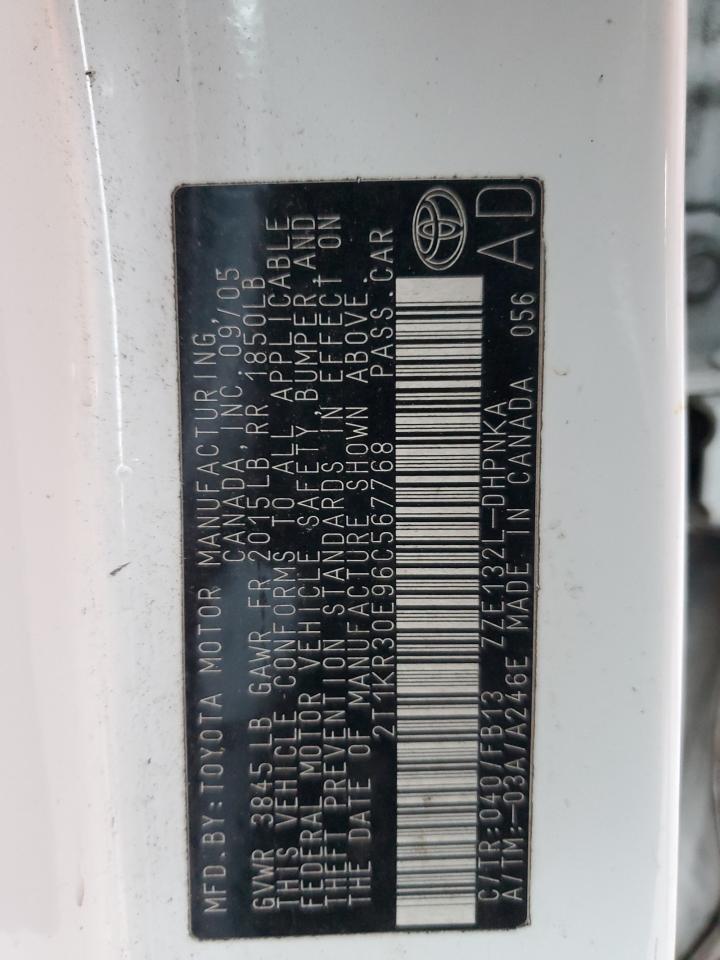 MFD.BY:TOYOTA MOTOR MANUFACTURING,
CANADA, INC. 09/05
GVWR 3845LB GAWR FR 2015LB, RR 1850LB
THIS VEHICLE CONFORMS TO ALL APPLICABLE
FEDERAL MOTOR VEHICLE SAFETY, BUMPER AND
THEFT PREVENTION STANDARDS IN EFFECT ON
THE DATE OF MANUFACTURE SHOWN ABOVE.
2T1KR30E96C567768 PASS.CAR
C/TR:040/FB13 ZZE132L-DHPNKA
A/TM:-03A/A246E MADE IN CANADA 056 AD